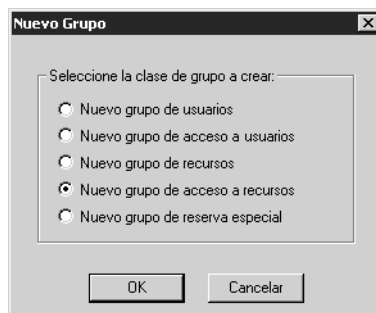 Nuevo Grupo
Seleccione la clase de grupo a crear:
Nuevo grupo de usuarios
Nuevo grupo de acceso a usuarios
Nuevo grupo de recursos
Nuevo grupo de acceso a recursos
Nuevo grupo de reserva especial
OK Cancelar